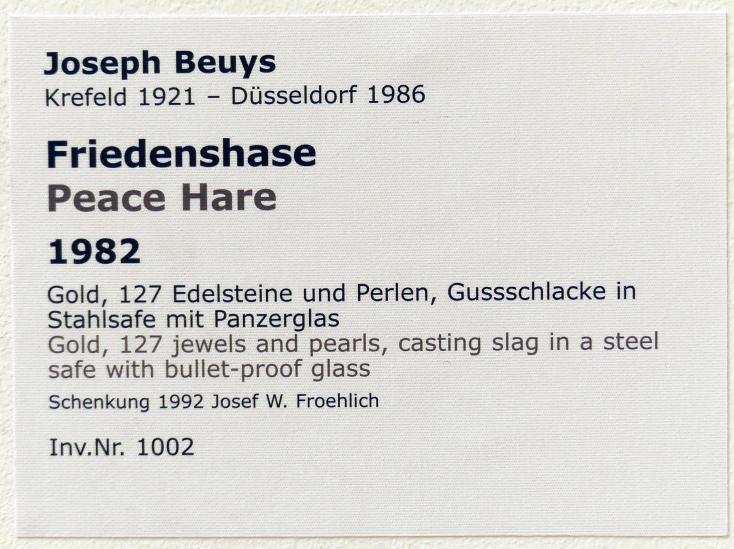 Joseph Beuys
Krefeld 1921 – Düsseldorf 1986
Friedenshase
Peace Hare
1982
Gold, 127 Edelsteine und Perlen, Gussschlacke in
Stahlsafe mit Panzerglas
Gold, 127 jewels and pearls, casting slag in a steel
safe with bullet-proof glass
Schenkung 1992 Josef W. Froehlich
Inv.Nr. 1002